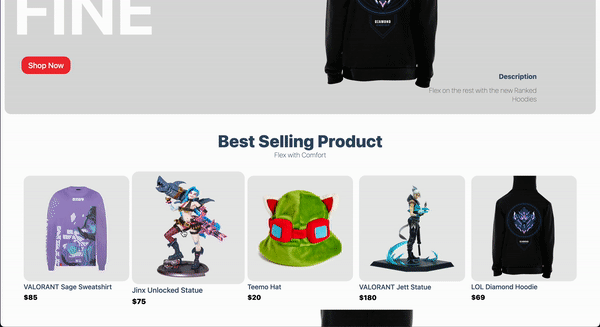 FINE
Shop Now
DIAMOND
Description
Flex on the rest with the new Ranked
Hoodies
Best Selling Product
Flex with Comfort
VALORANT Sage Sweatshirt
$85
Jinx Unlocked Statue
$75
Teemo Hat
$20
VALORANT Jett Statue
$180
DIAMOND
LOL Diamond Hoodie
$69